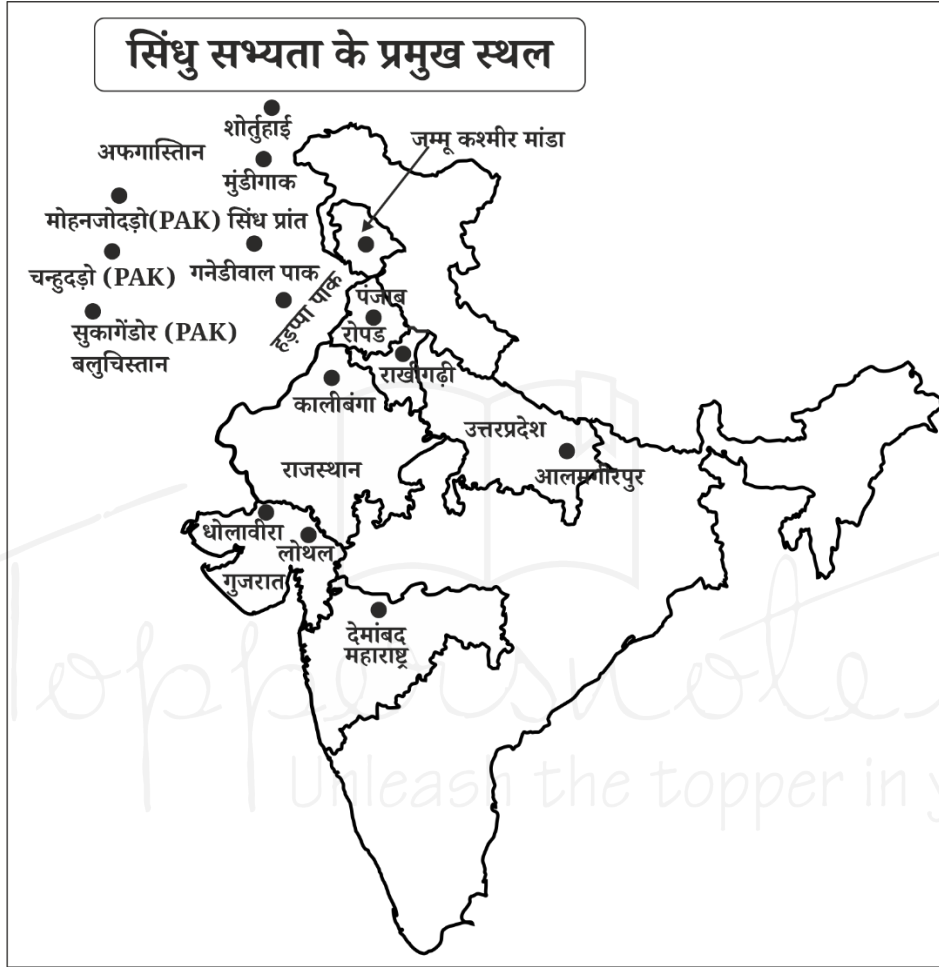 सिंधु सभ्यता के प्रमुख स्थल
शोर्तुहाई
जम्मू कश्मीर मांडा
अफगास्तिान
मुंडीगाक
मोहनजोदड़ो(PAK) सिंध प्रांत
चन्हुदड़ो (PAK)
गनेडीवाल पाक
हड़प्पा पाक
पंजाब
रोपड
सुकागेंडोर (PAK)
बलुचिस्तान
राखीगढ़ी
कालीबंगा
उत्तरप्रदेश
राजस्थान
आलमगीरपुर
धोलावीरा
लोथल
गुजरात
देमांबद
महाराष्ट्र
Toppersnote
Unleash the topper in y